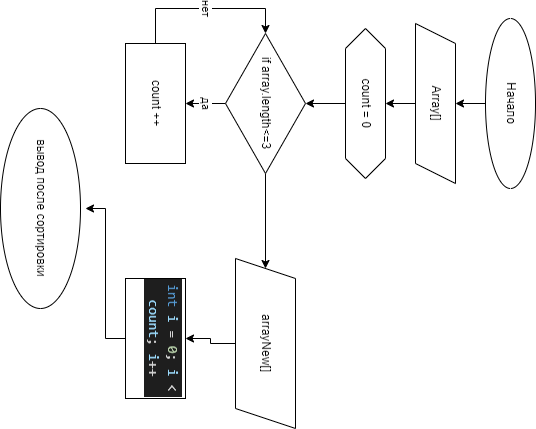 Начало
Array[]
count = 0
if array.length<=3
нет
да
count ++
arrayNew[]
int i = 0; i <
count; i++
вывод после сортировки